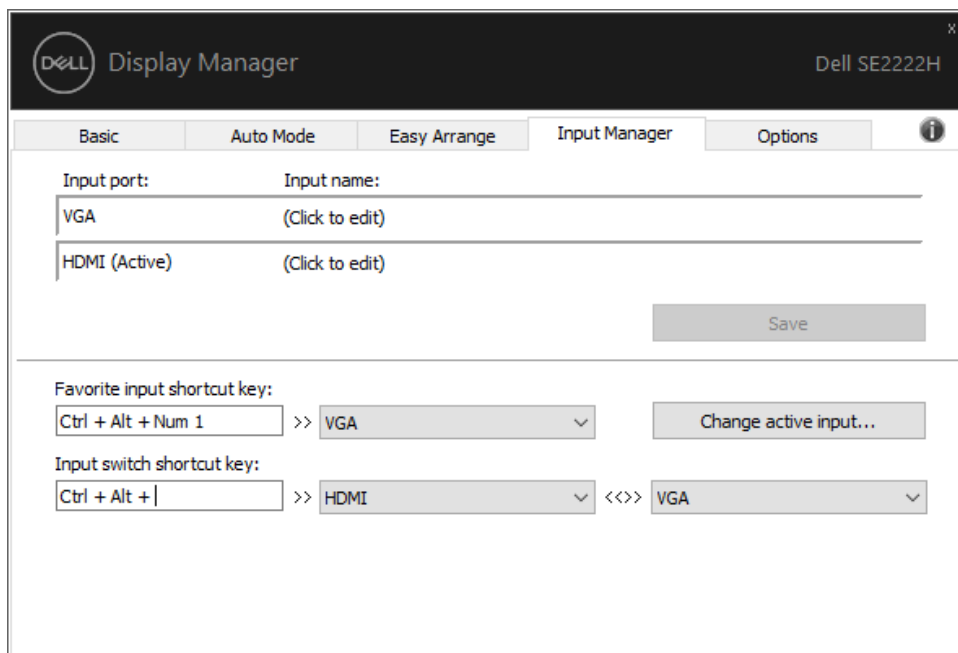 x
DELL Display Manager Dell SE2222H
Basic Auto Mode Easy Arrange Input Manager Options i
Input port: Input name:
VGA (Click to edit)
HDMI (Active) (Click to edit)
Save
Favorite input shortcut key:
Ctrl + Alt + Num 1 >> VGA Change active input...
Input switch shortcut key:
Ctrl + Alt + >> HDMI <<>> VGA